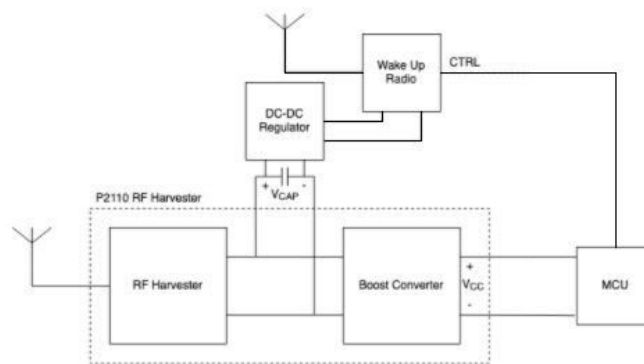 Wake Up
Radio
CTRL
DC-DC
Regulator
+ -
VCAP
P2110 RF Harvester
RF Harvester
Boost Converter
+
VCC
-
MCU